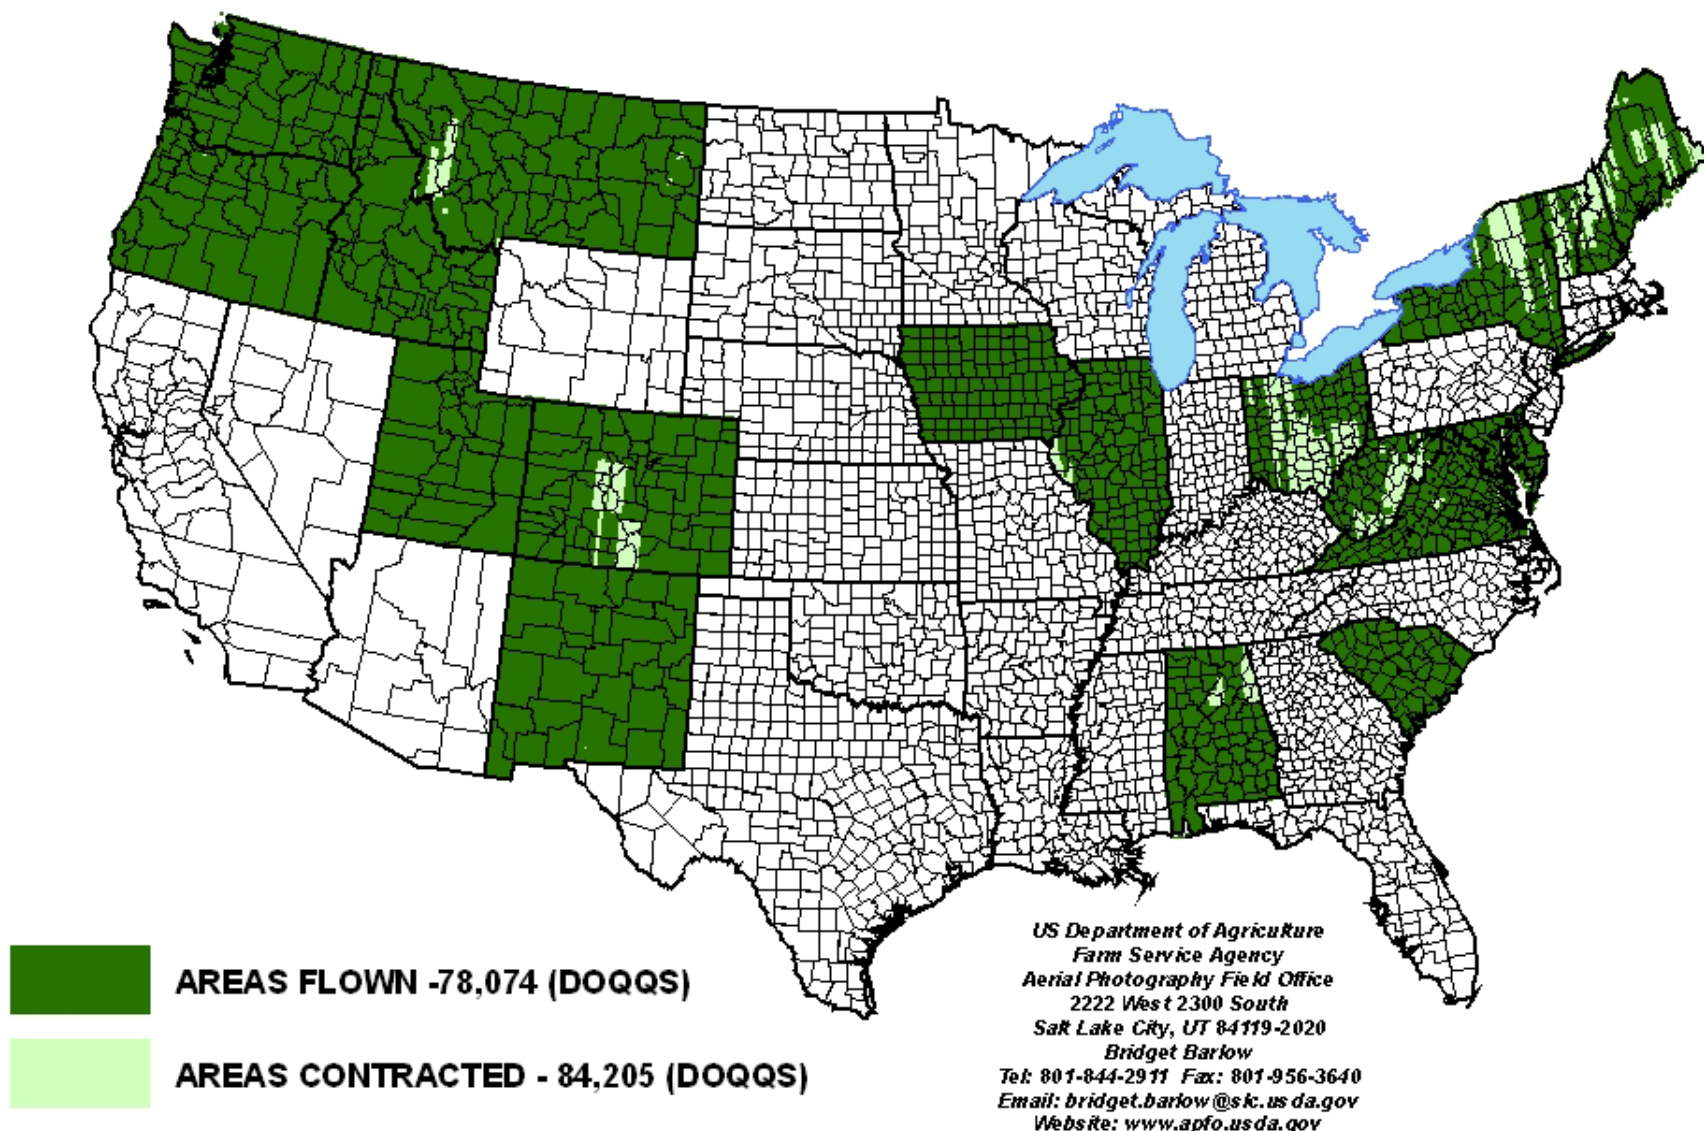 AREAS FLOWN -78,074 (DOQQS)
AREAS CONTRACTED - 84,205 (DOQQS)
US Department of Agriculture
Farm Service Agency
Aerial Photography Field Office
2222 West 2300 South
Salt Lake City, UT 84119-2020
Bridget Barlow
Tel: 801-844-2911 Fax: 801-956-3640
Email: bridget.barlow@slc.usda.gov
Website: www.apfo.usda.gov